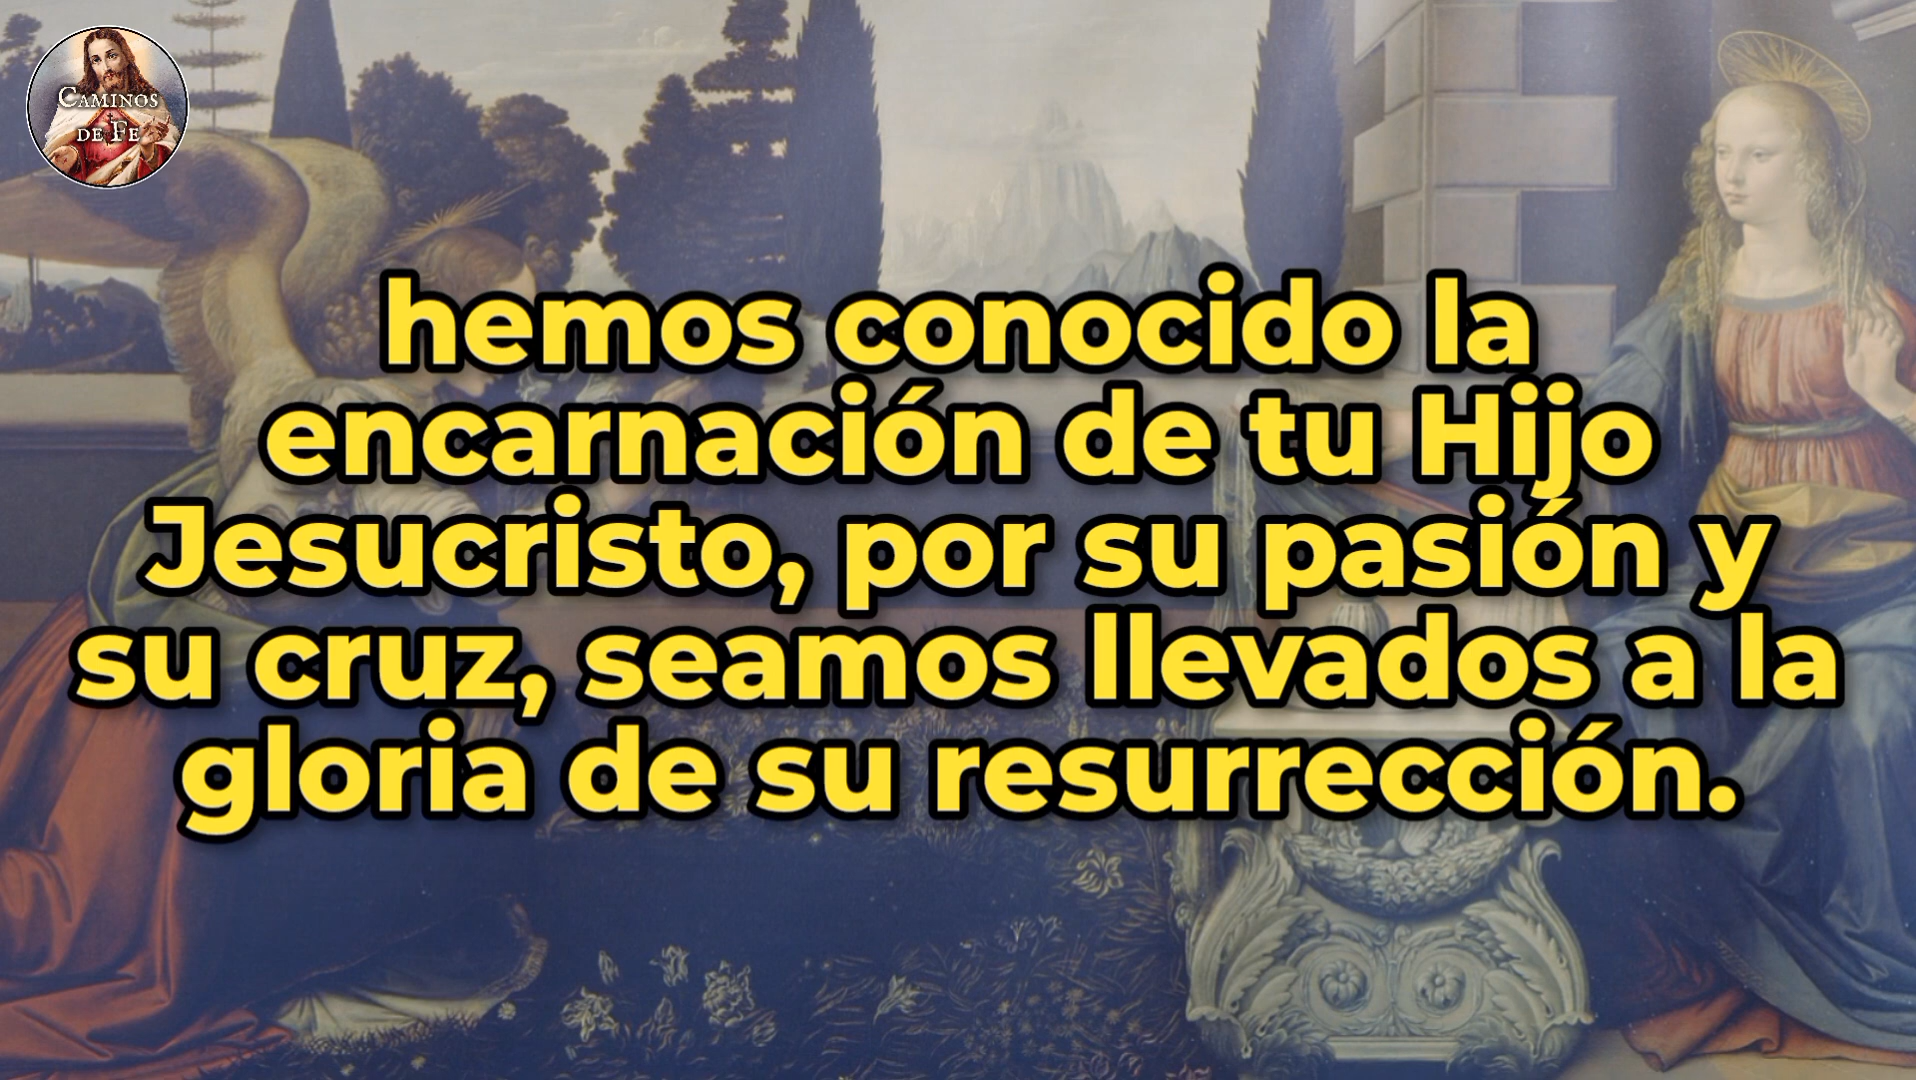 CAMINOS
DE FE
hemos conocido la
encarnación de tu Hijo
Jesucristo, por su pasión y
su cruz, seamos llevados a la
gloria de su resurrección.